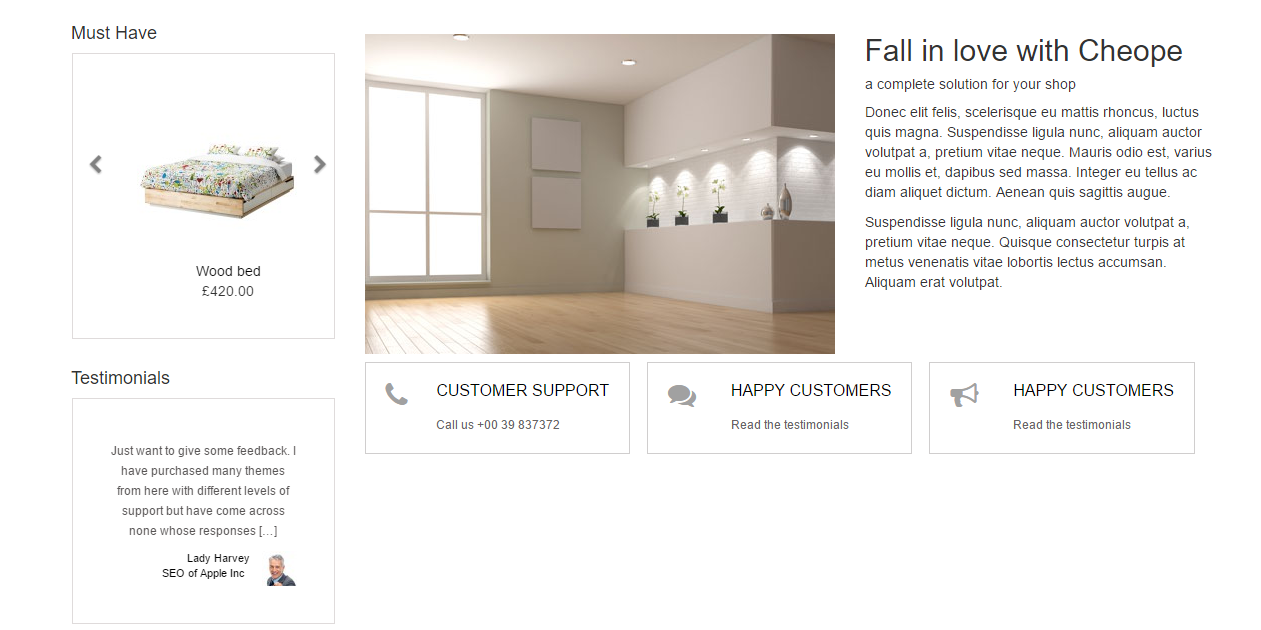 Must Have
Wood bed
£420.00
Testimonials
Just want to give some feedback. I
have purchased many themes
from here with different levels of
support but have come across
none whose responses [...]
Lady Harvey
SEO of Apple Inc
Fall in love with Cheope
a complete solution for your shop
Donec elit felis, scelerisque eu mattis rhoncus, luctus
quis magna. Suspendisse ligula nunc, aliquam auctor
volutpat a, pretium vitae neque. Mauris odio est, varius
eu mollis et, dapibus sed massa. Integer eu tellus ac
diam aliquet dictum. Aenean quis sagittis augue.
Suspendisse ligula nunc, aliquam auctor volutpat a,
pretium vitae neque. Quisque consectetur turpis at
metus venenatis vitae lobortis lectus accumsan.
Aliquam erat volutpat.
CUSTOMER SUPPORT
Call us +00 39 837372
HAPPY CUSTOMERS
Read the testimonials
HAPPY CUSTOMERS
Read the testimonials